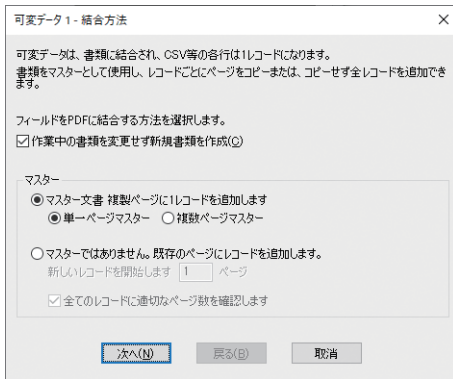 可変データ 1 - 結合方法
可変データは、書類に結合され、CSV等の各行は1レコードになります。
書類をマスターとして使用し、レコードごとにページをコピーまたは、コピーせず全レコードを追加でき
ます。
フィールドをPDFに結合する方法を選択します。
作業中の書類を変更せず新規書類を作成(C)
マスター
マスター文書 複製ページに1レコードを追加します
単一ページマスター 複数ページマスター
マスターではありません。既存のページにレコードを追加します。
新しいレコードを開始します 1 ページ
全てのレコードに適切なページ数を確認します
次へ(N) 戻る(B) 取消